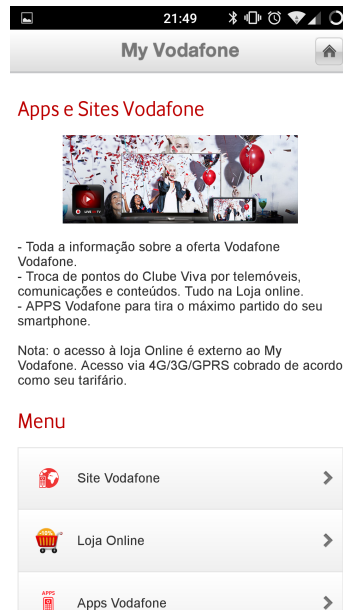 21:49
My Vodafone
Apps e Sites Vodafone
- Toda a informação sobre a oferta Vodafone
Vodafone.
- Troca de pontos do Clube Viva por telemóveis,
comunicações e conteúdos. Tudo na Loja online.
- APPS Vodafone para tira o máximo partido do seu
smartphone.
Nota: o acesso à loja Online é externo ao My
Vodafone. Acesso via 4G/3G/GPRS cobrado de acordo
como seu tarifário.
Menu
Site Vodafone
Loja Online
APPS
Apps Vodafone